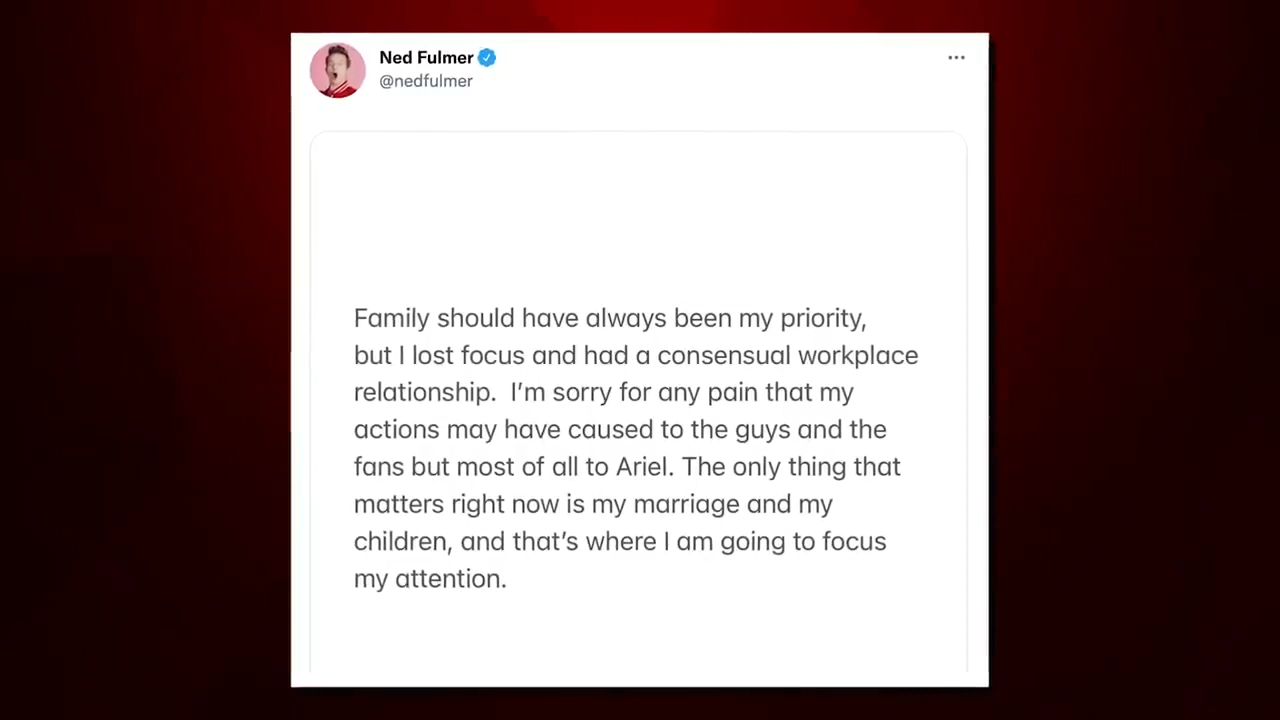 Ned Fulmer
@nedfulmer
Family should have always been my priority,
but I lost focus and had a consensual workplace
relationship.  I’m sorry for any pain that my
actions may have caused to the guys and the
fans but most of all to Ariel. The only thing that
matters right now is my marriage and my
children, and that’s where I am going to focus
my attention.